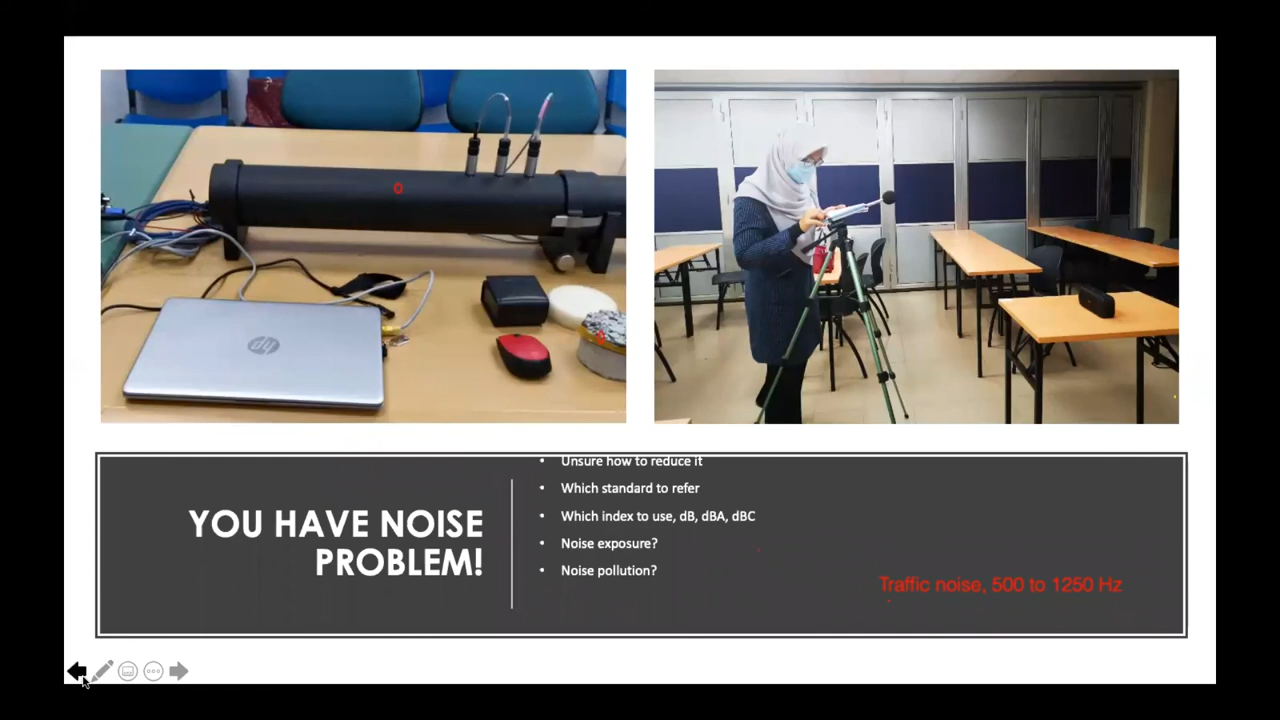 hp
YOU HAVE NOISE
PROBLEM!
• Unsure how to reduce it
• Which standard to refer
• Which index to use, dB, dBA, dBC
• Noise exposure?
• Noise pollution?
Traffic noise, 500 to 1250 Hz